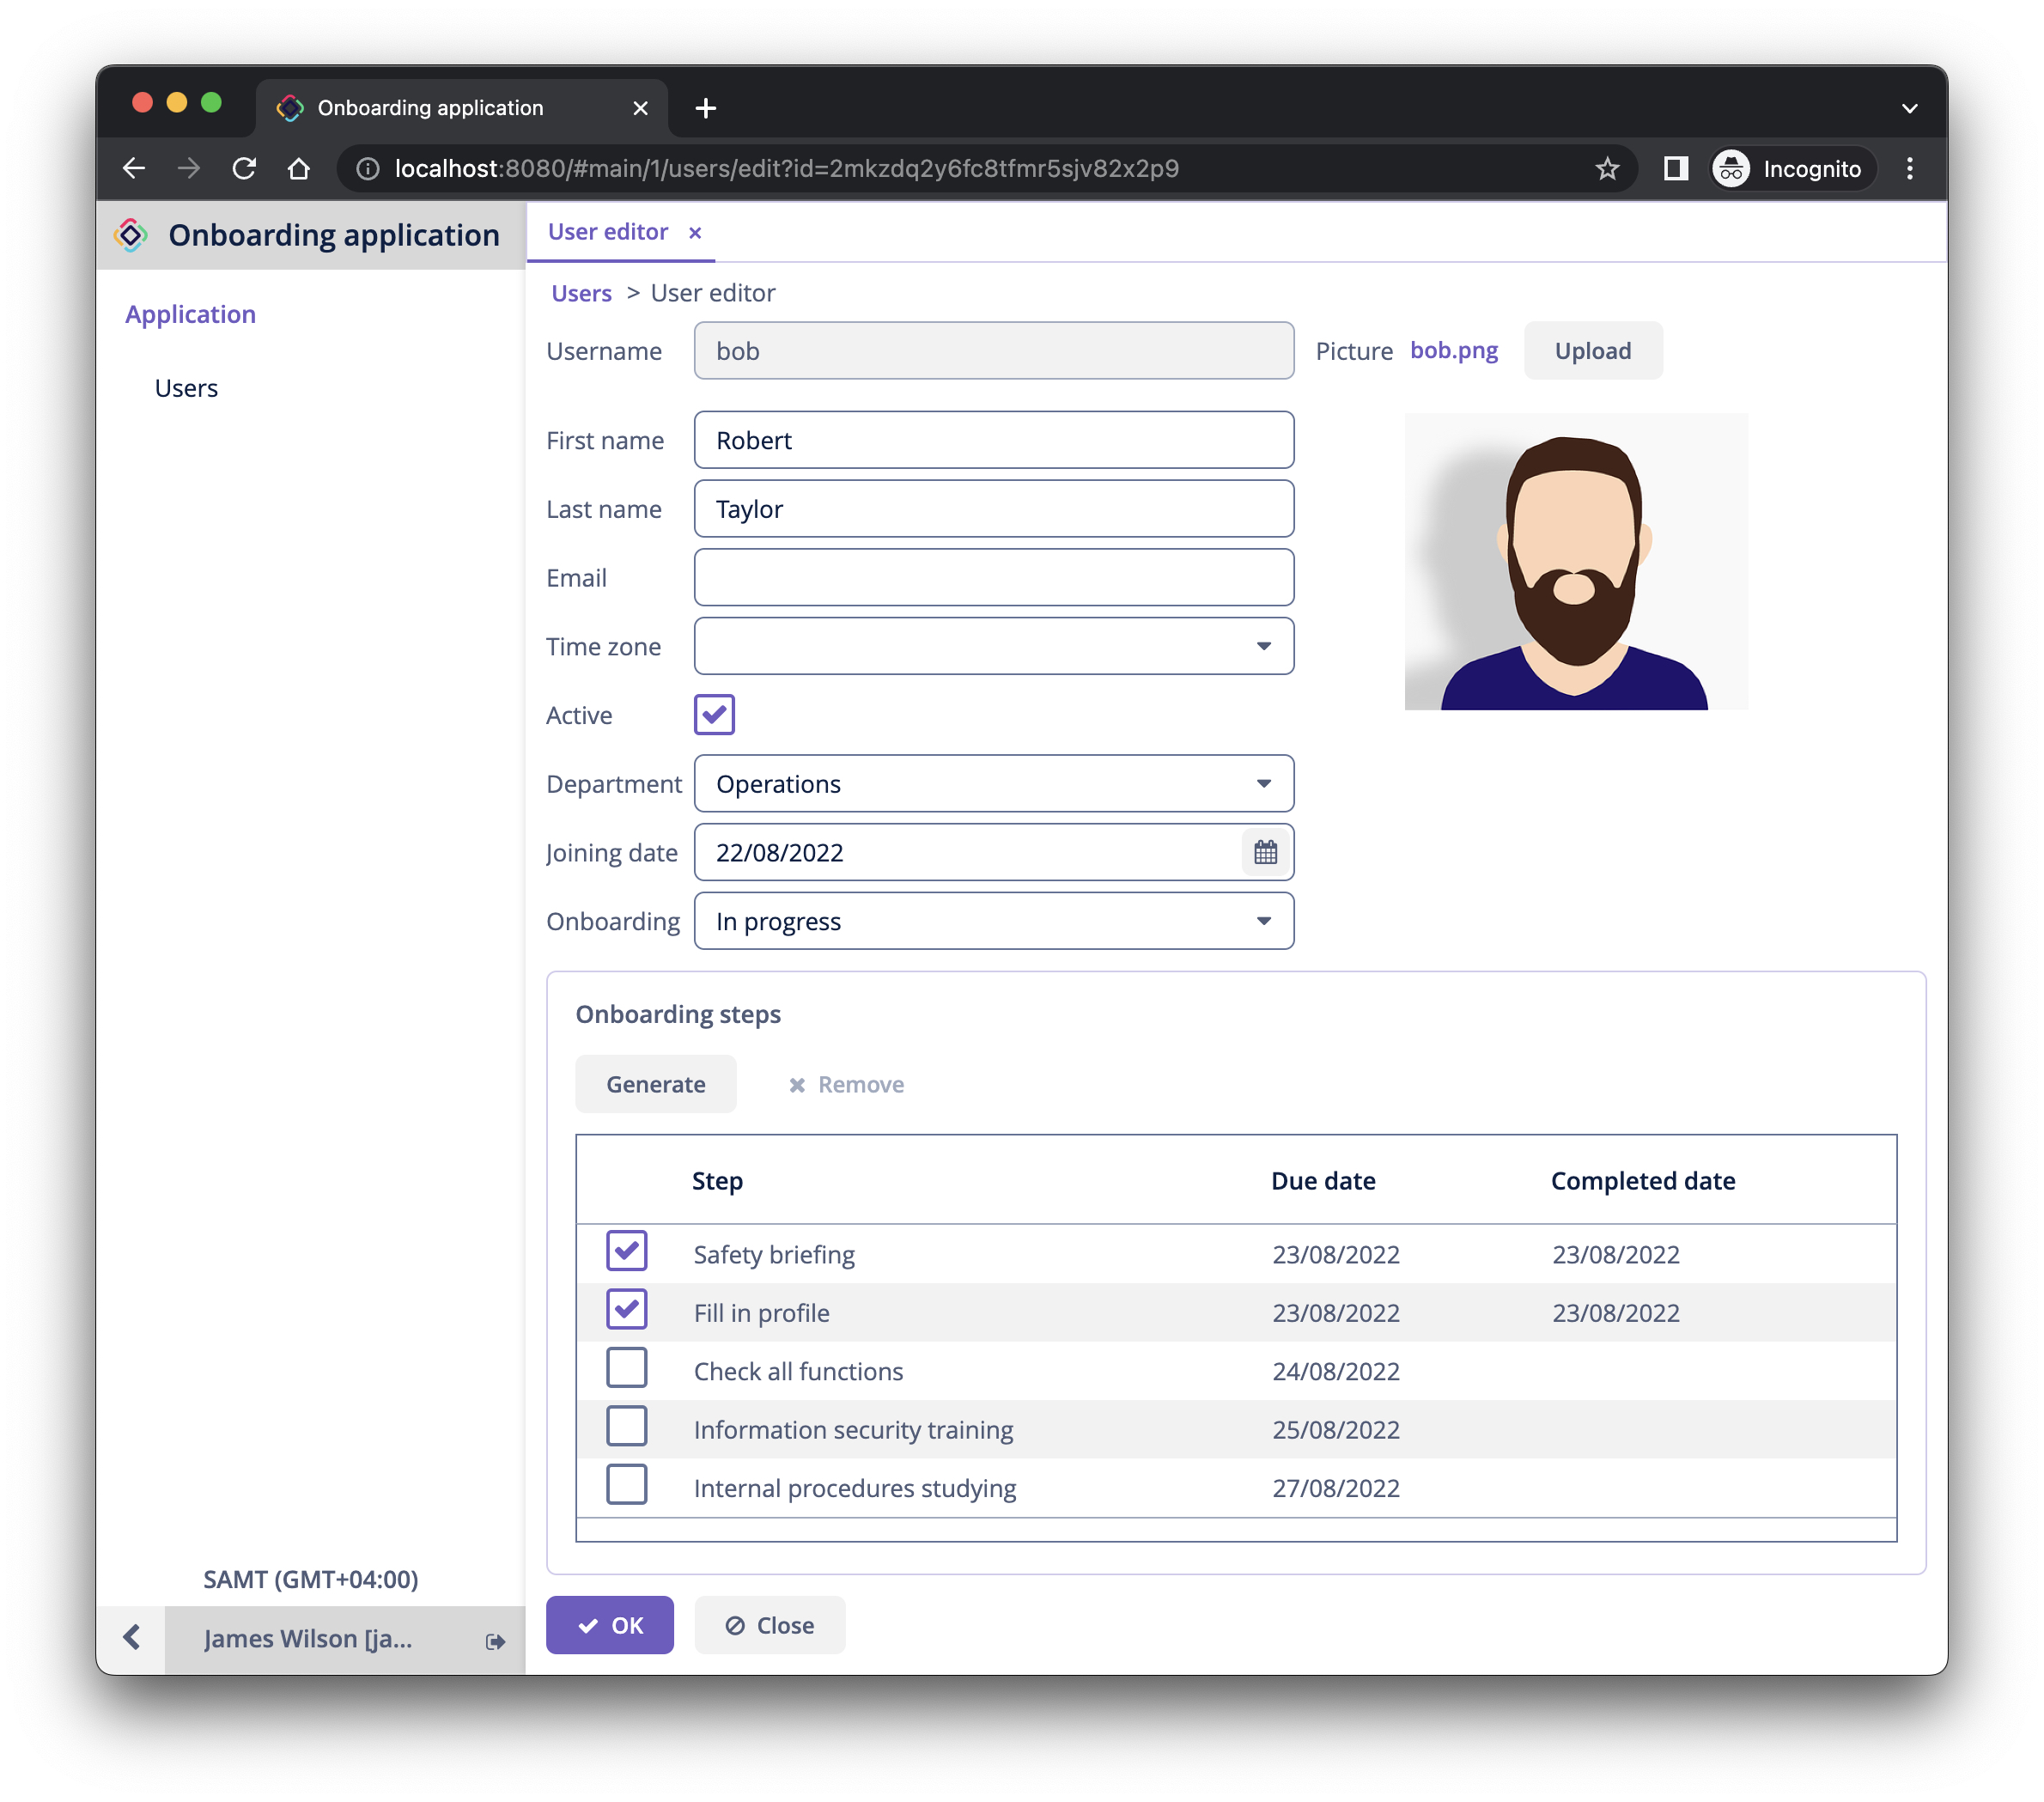 Onboarding application
localhost:8080/#main/1/users/edit?id=2mkzdq2y6fc8tfmr5sjv82x2p9
Incognito
Onboarding application
User editor
Application
Users
SAMT (GMT+04:00)
James Wilson [ja...
Users > User editor
Username bob Picture bob.png Upload
First name Robert
Last name Taylor
Email
Time zone
Active
Department Operations
Joining date 22/08/2022
Onboarding In progress
Onboarding steps
Generate Remove
Step Due date Completed date
Safety briefing 23/08/2022 23/08/2022
Fill in profile 23/08/2022 23/08/2022
Check all functions 24/08/2022
Information security training 25/08/2022
Internal procedures studying 27/08/2022
OK Close